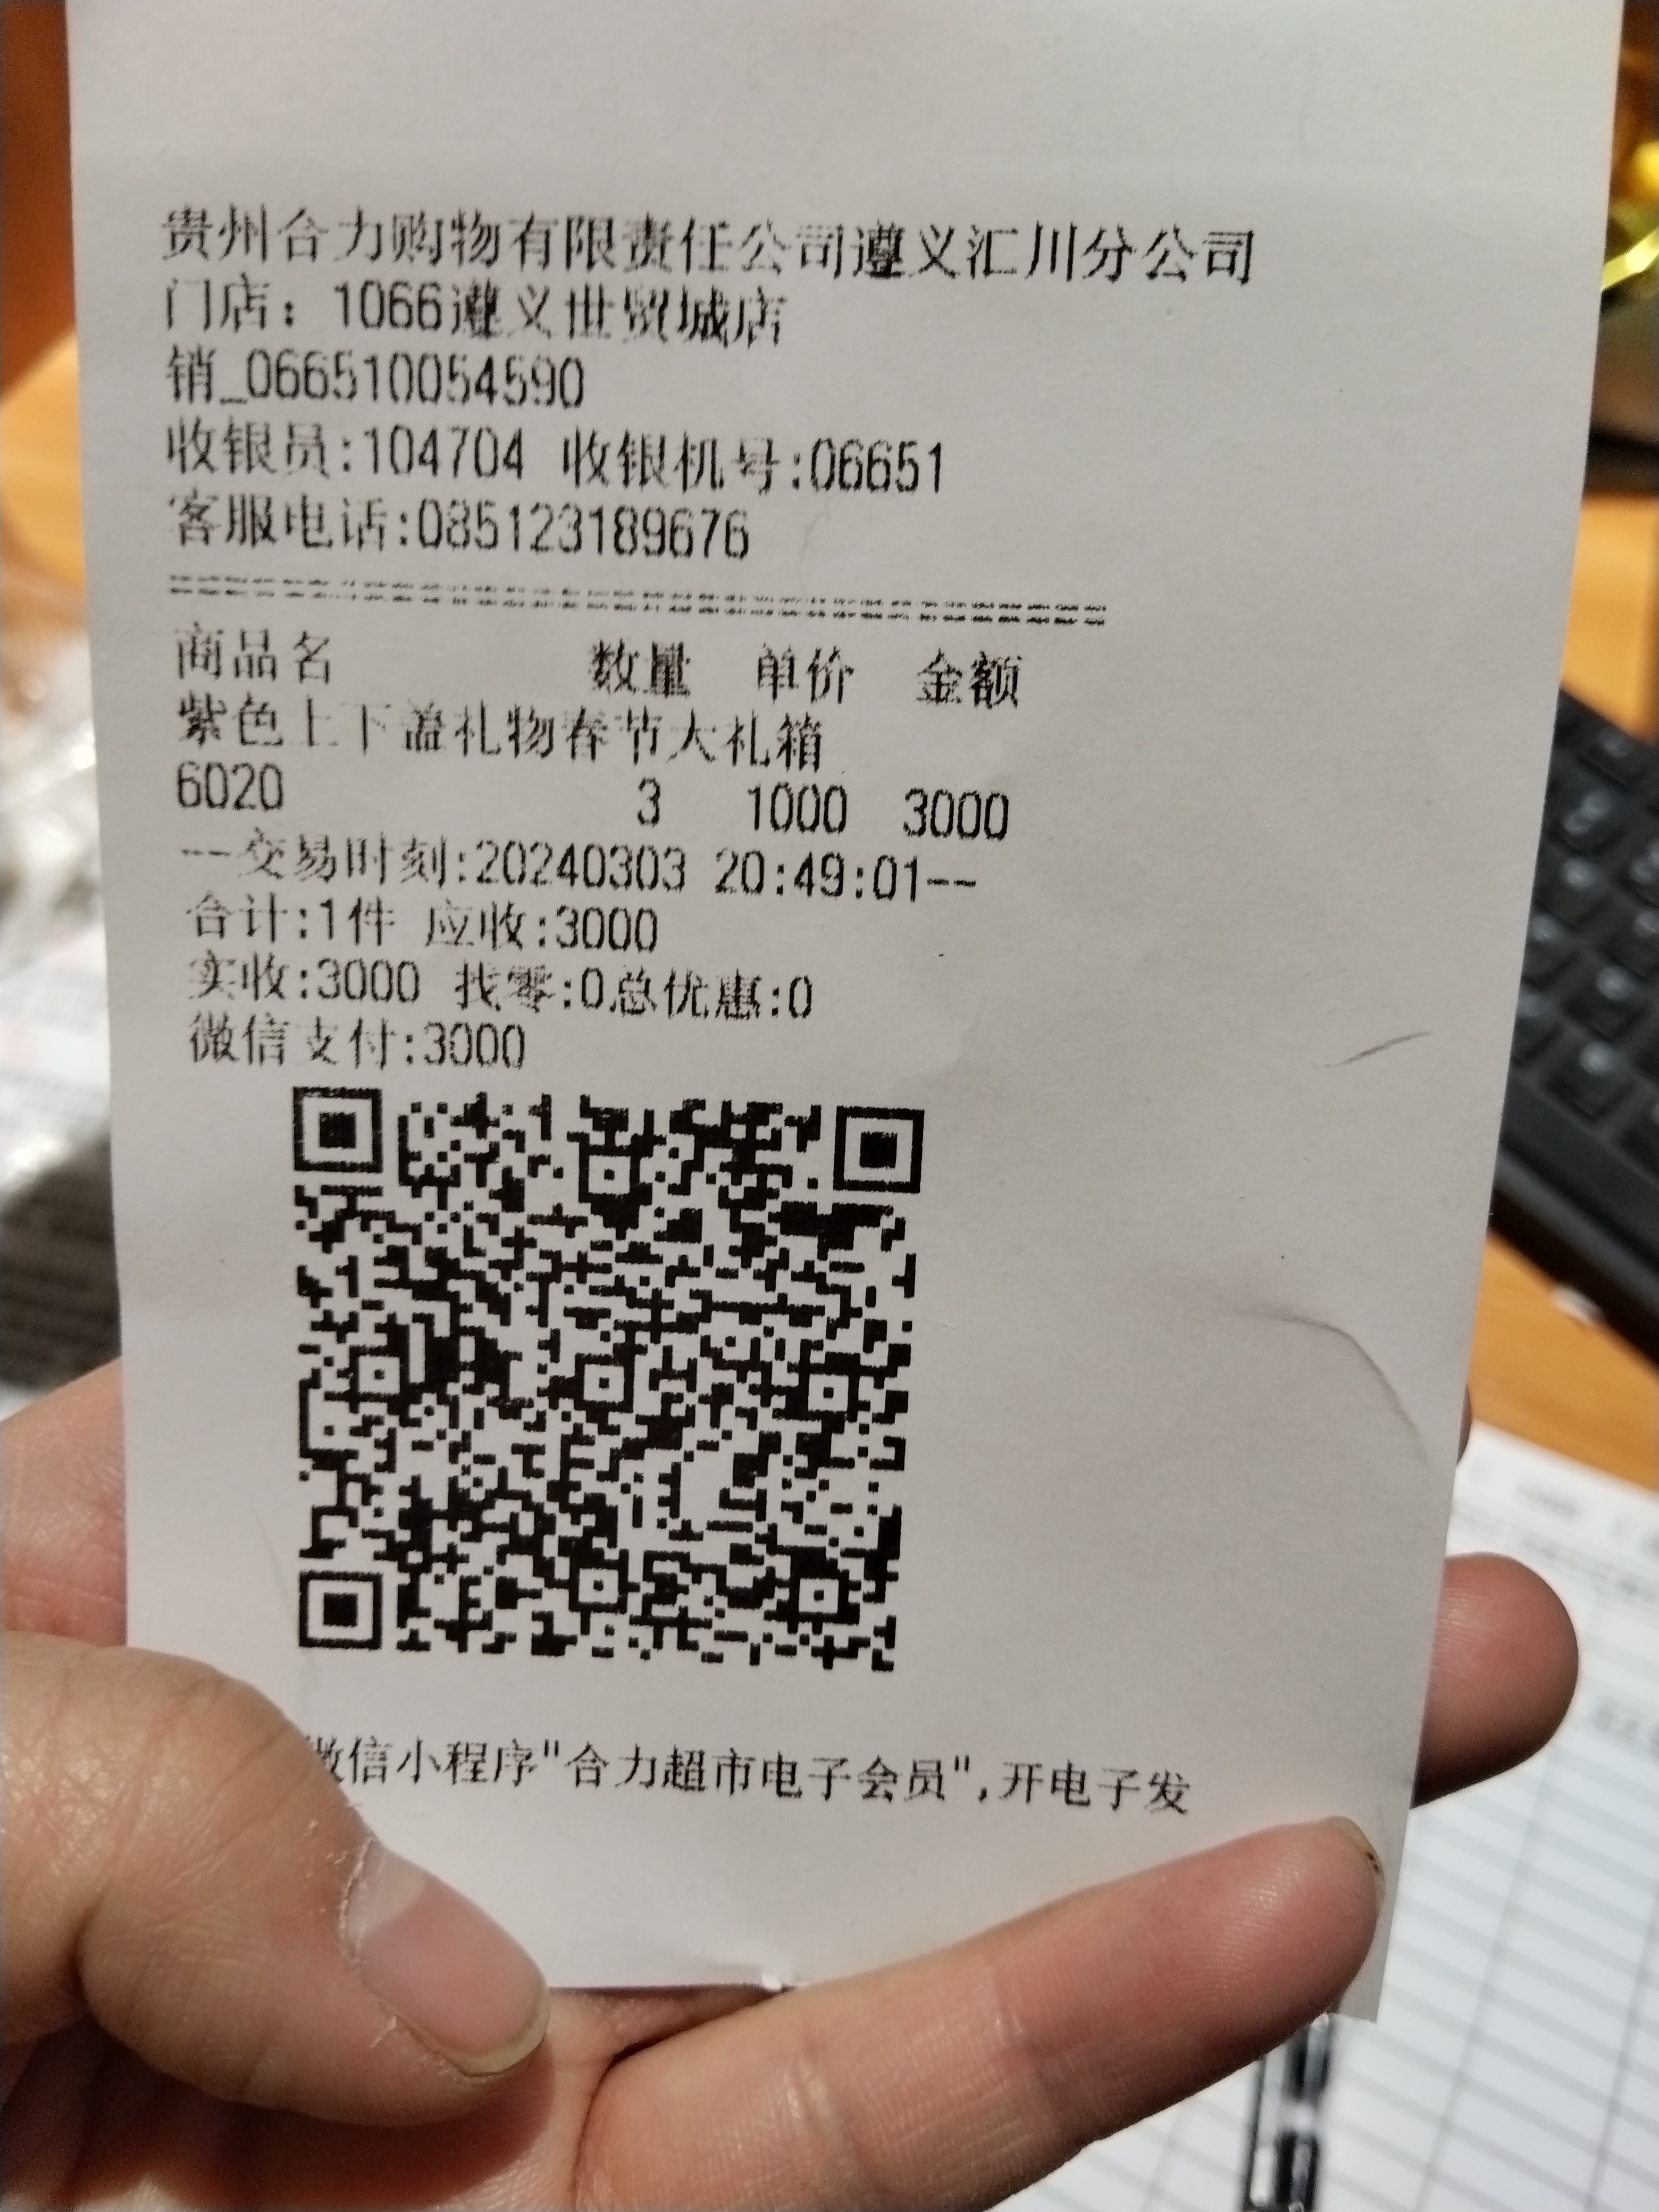 贵州合力购物有限责任公司遵义汇川分公司
门店：1066遵义世贸城店
销_066510054590
收银员:104704 收银机号:06651
客服电话:085123189676
商品名 数量 单价 金额
紫色上下盖礼物春节大礼箱
6020 3 1000 3000
--交易时刻:20240303 20:49:01--
合计:1件 应收:3000
实收:3000 找零:0总优惠:0
微信支付:3000
微信小程序"合力超市电子会员",开电子发